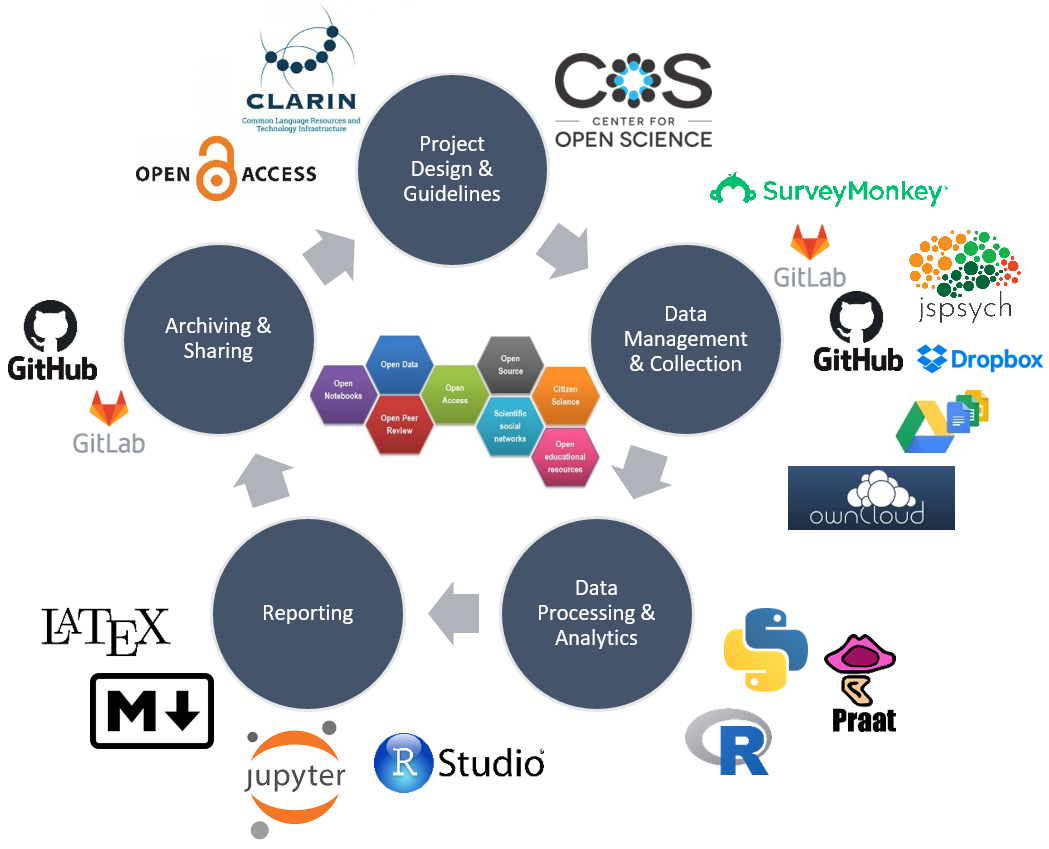 CLARIN
Common Language Resources and
Technology Infrastructure
COS
CENTER FOR
OPEN SCIENCE
OPEN ACCESS
Project
Design &
Guidelines
SurveyMonkey
GitLab
jspsych
GitHub
Dropbox
ownCloud
Data
Management
& Collection
Archiving &
Sharing
GitHub
GitLab
Open
Notebooks
Open Data
Open Peer
Review
Open
Access
Open
Source
Scientific
social
networks
Citizen
Science
Open
educational
resources
Reporting
Data
Processing &
Analytics
LATEX
M
jupyter
R Studio
R
Praat